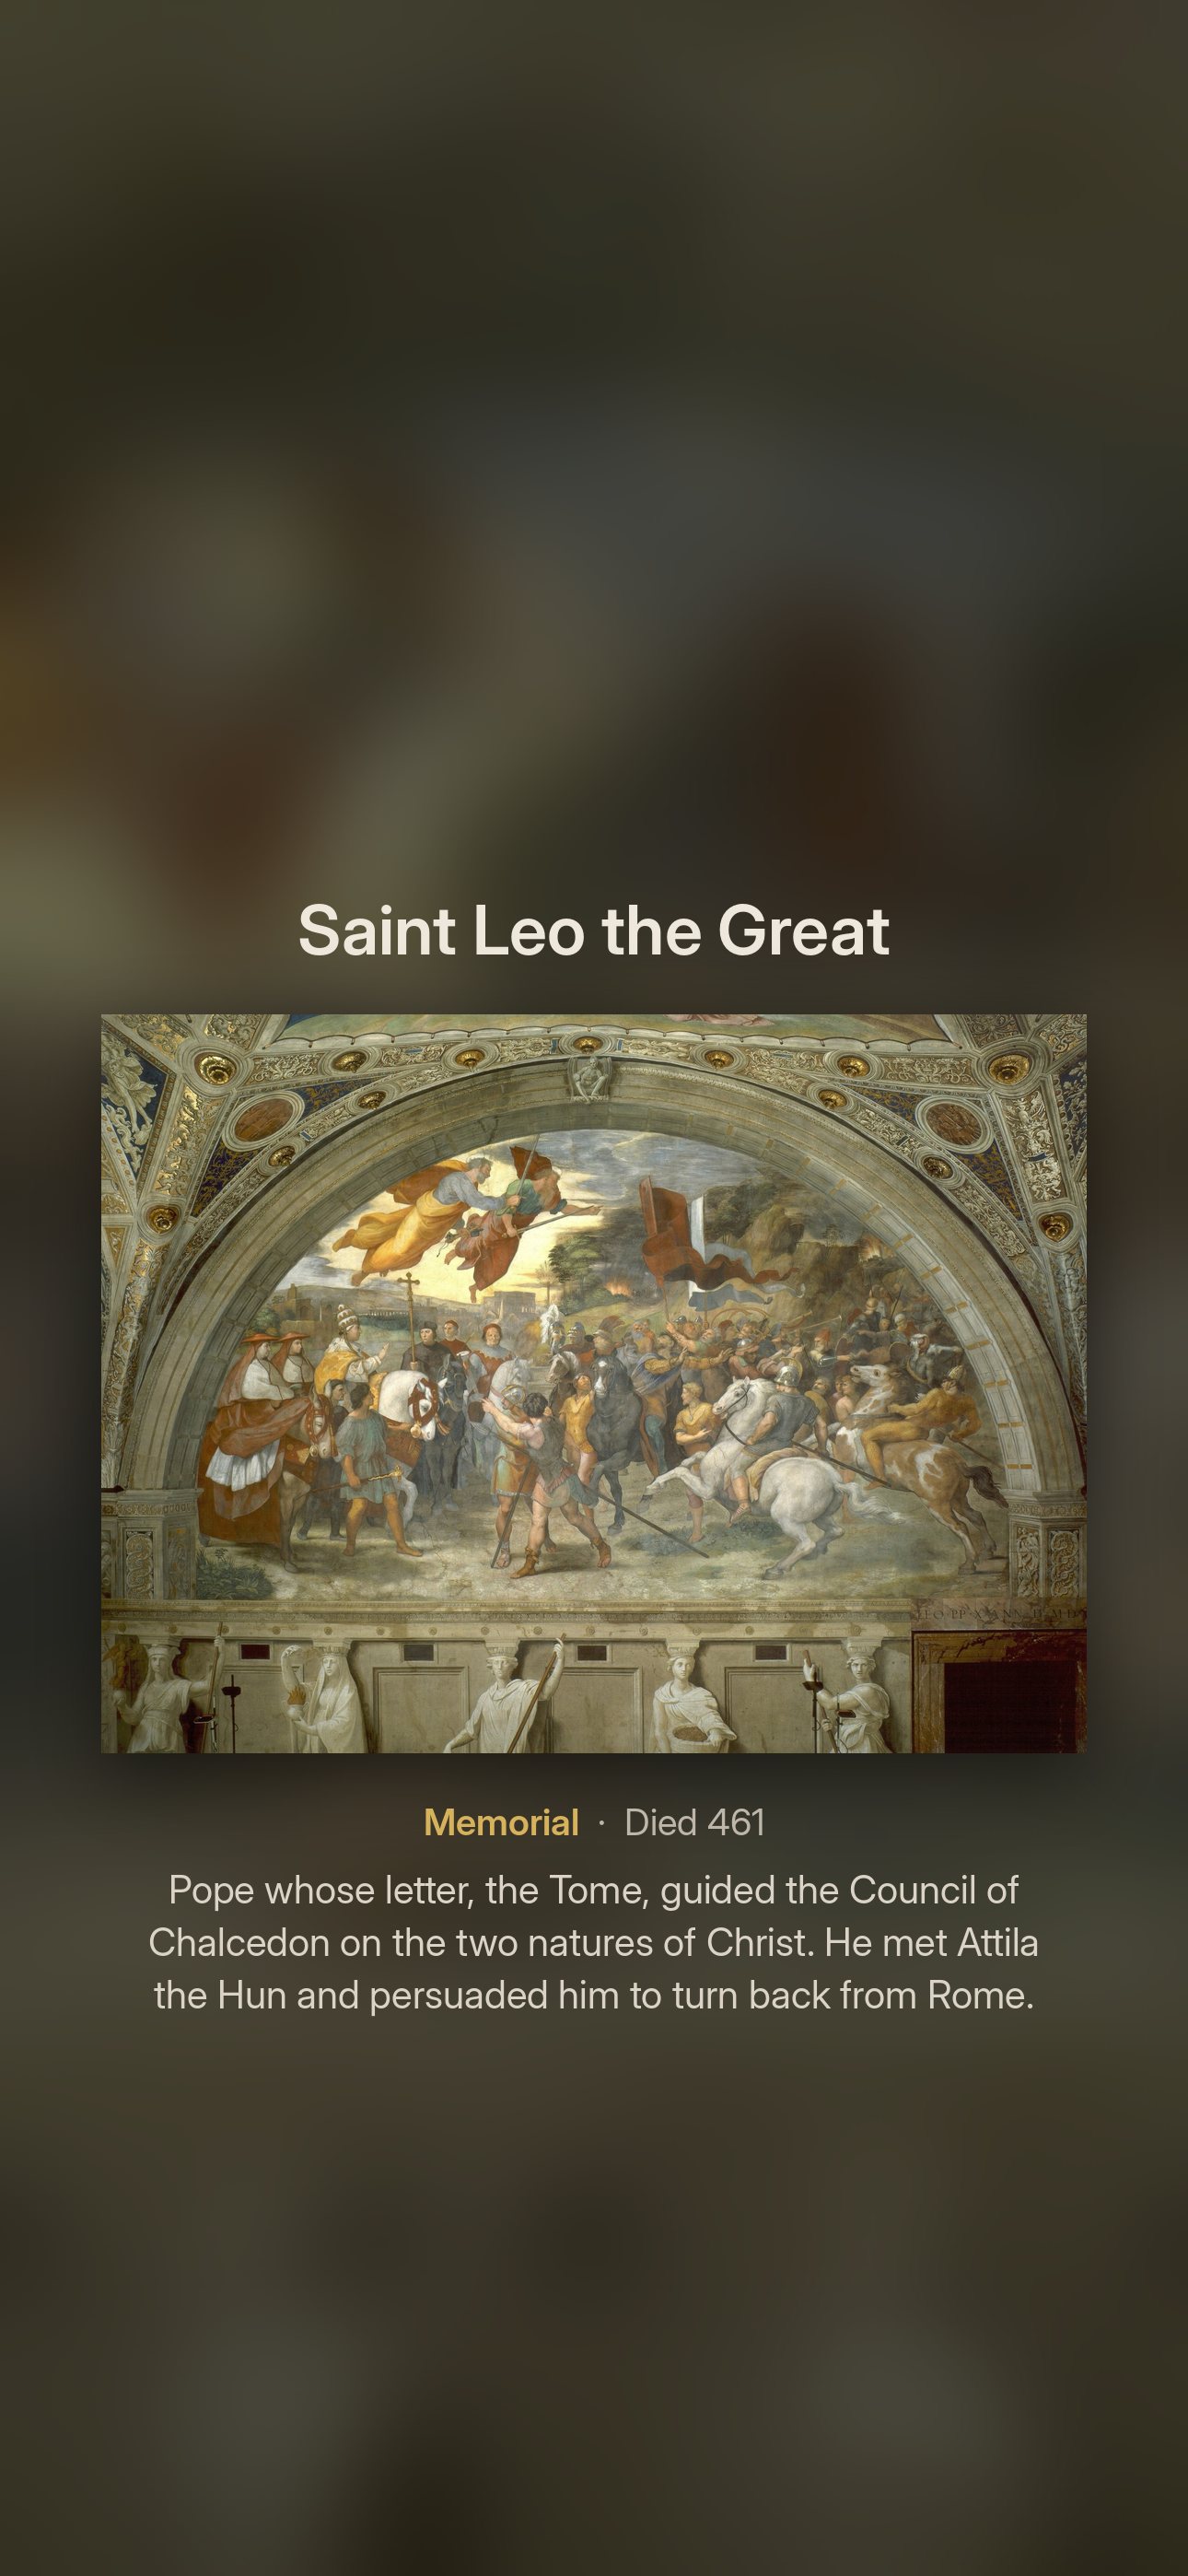 Saint Leo the Great
Memorial · Died 461
Pope whose letter, the Tome, guided the Council of
Chalcedon on the two natures of Christ. He met Attila
the Hun and persuaded him to turn back from Rome.